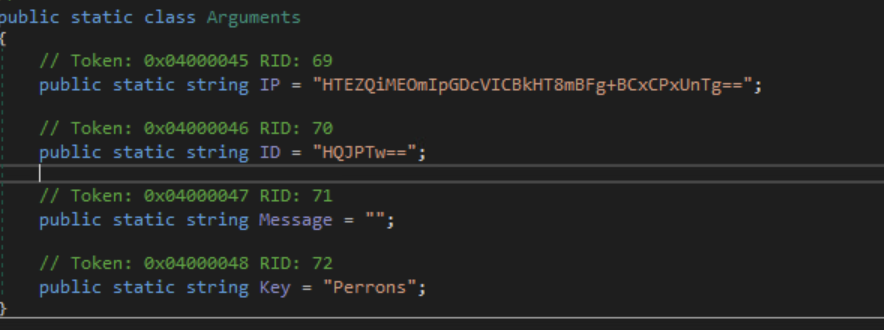 public static class Arguments
{
// Token: 0x04000045 RID: 69
public static string IP = "HTEZQiMEOmIpGDcVICBkHT8mBFg+BCxCPxUnTg==";
// Token: 0x04000046 RID: 70
public static string ID = "HQJPTw==";
// Token: 0x04000047 RID: 71
public static string Message = "";
// Token: 0x04000048 RID: 72
public static string Key = "Perrons";
}